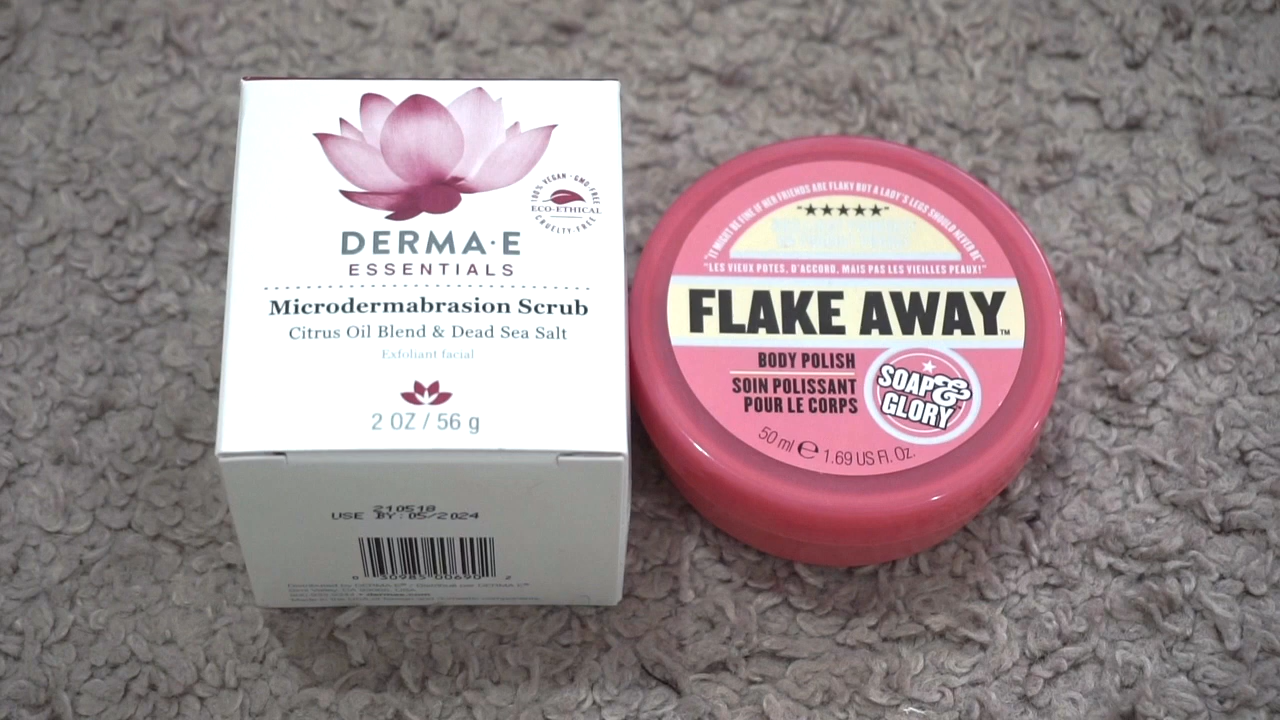 100% VEGAN · GMO-FREE
ECO-ETHICAL
CRUELTY-FREE
DERMA·E
ESSENTIALS
Microdermabrasion Scrub
Citrus Oil Blend & Dead Sea Salt
Exfoliant facial
2 OZ / 56 g
210518
USE BY:05/2024
"IT MIGHT BE FINE IF HER FRIENDS ARE FLAKY BUT A LADY'S LEGS SHOULD NEVER BE"
"LES VIEUX POTES, D'ACCORD, MAIS PAS LES VIEILLES PEAUX!"
FLAKE AWAY™
BODY POLISH
SOIN POLISSANT
POUR LE CORPS
SOAP&
GLORY™
50 ml e 1.69 US Fl. Oz.